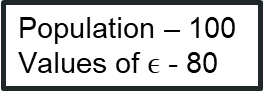 Population – 100
Values of ϵ - 80